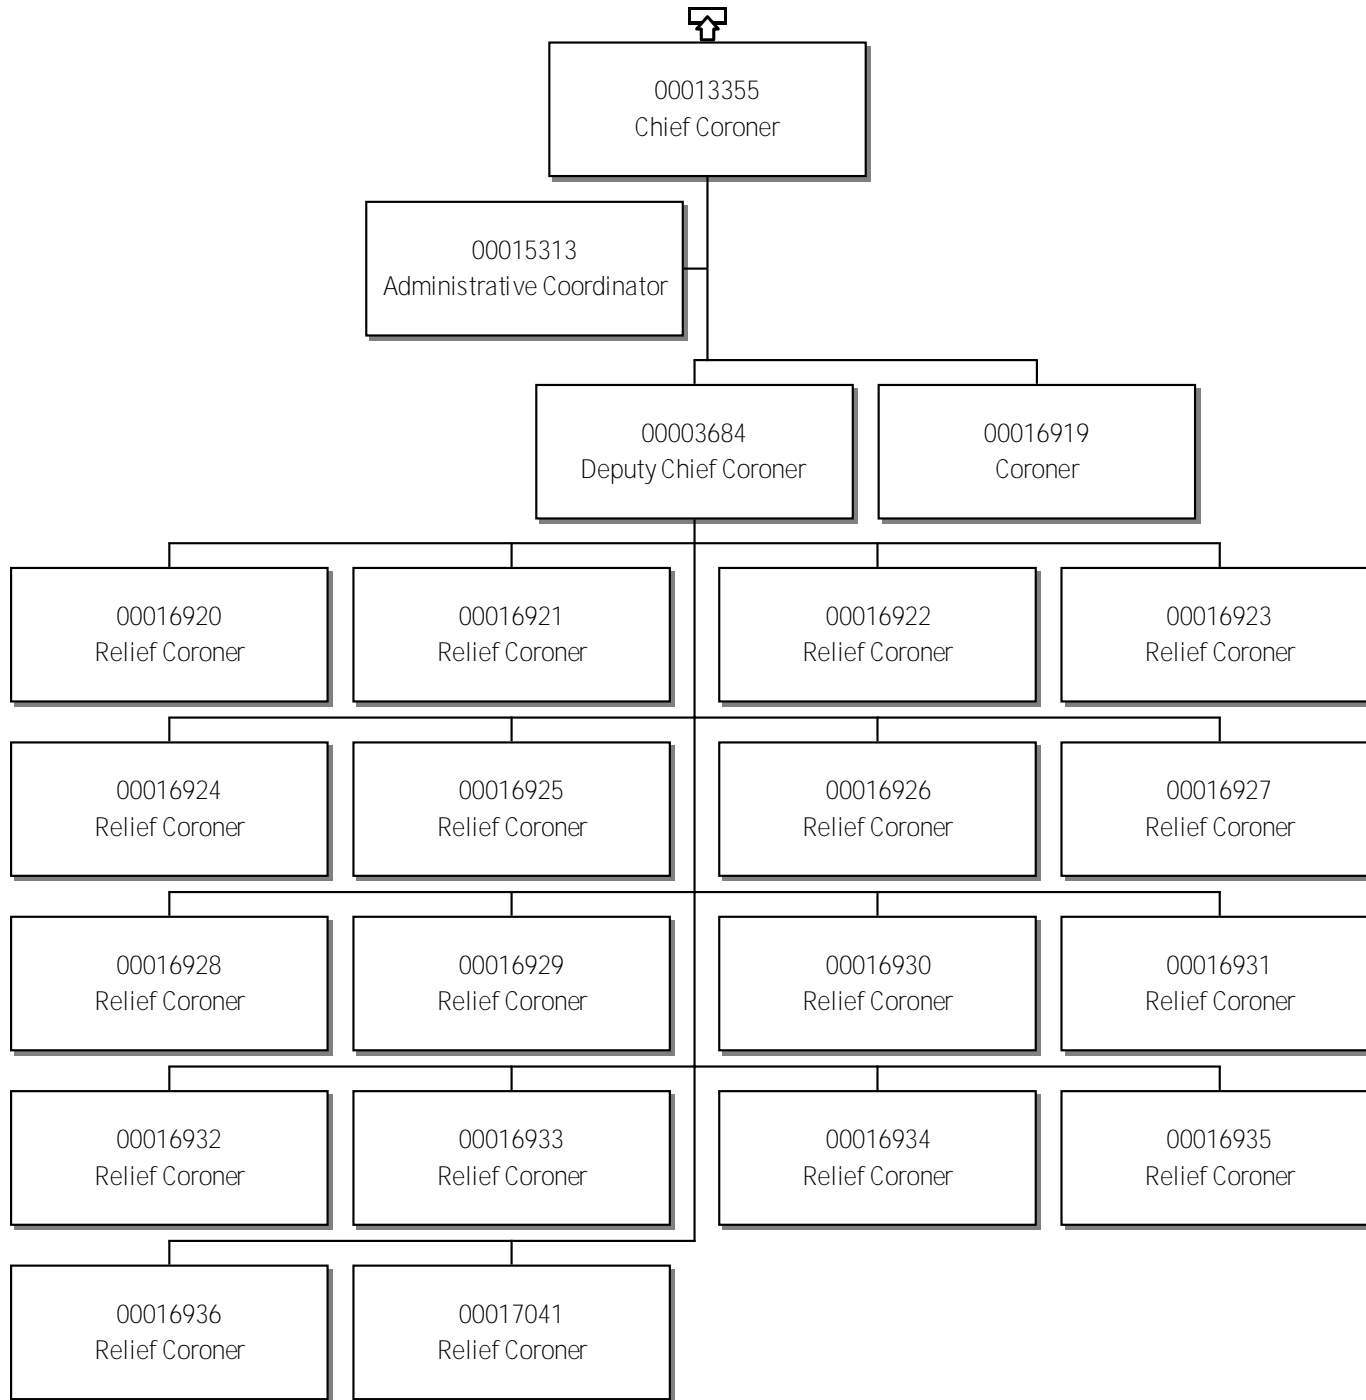 00013355
Chief Coroner
00015313
Administrative Coordinator
00003684
Deputy Chief Coroner
00016919
Coroner
00016920
Relief Coroner
00016921
Relief Coroner
00016922
Relief Coroner
00016923
Relief Coroner
00016924
Relief Coroner
00016925
Relief Coroner
00016926
Relief Coroner
00016927
Relief Coroner
00016928
Relief Coroner
00016929
Relief Coroner
00016930
Relief Coroner
00016931
Relief Coroner
00016932
Relief Coroner
00016933
Relief Coroner
00016934
Relief Coroner
00016935
Relief Coroner
00016936
Relief Coroner
00017041
Relief Coroner